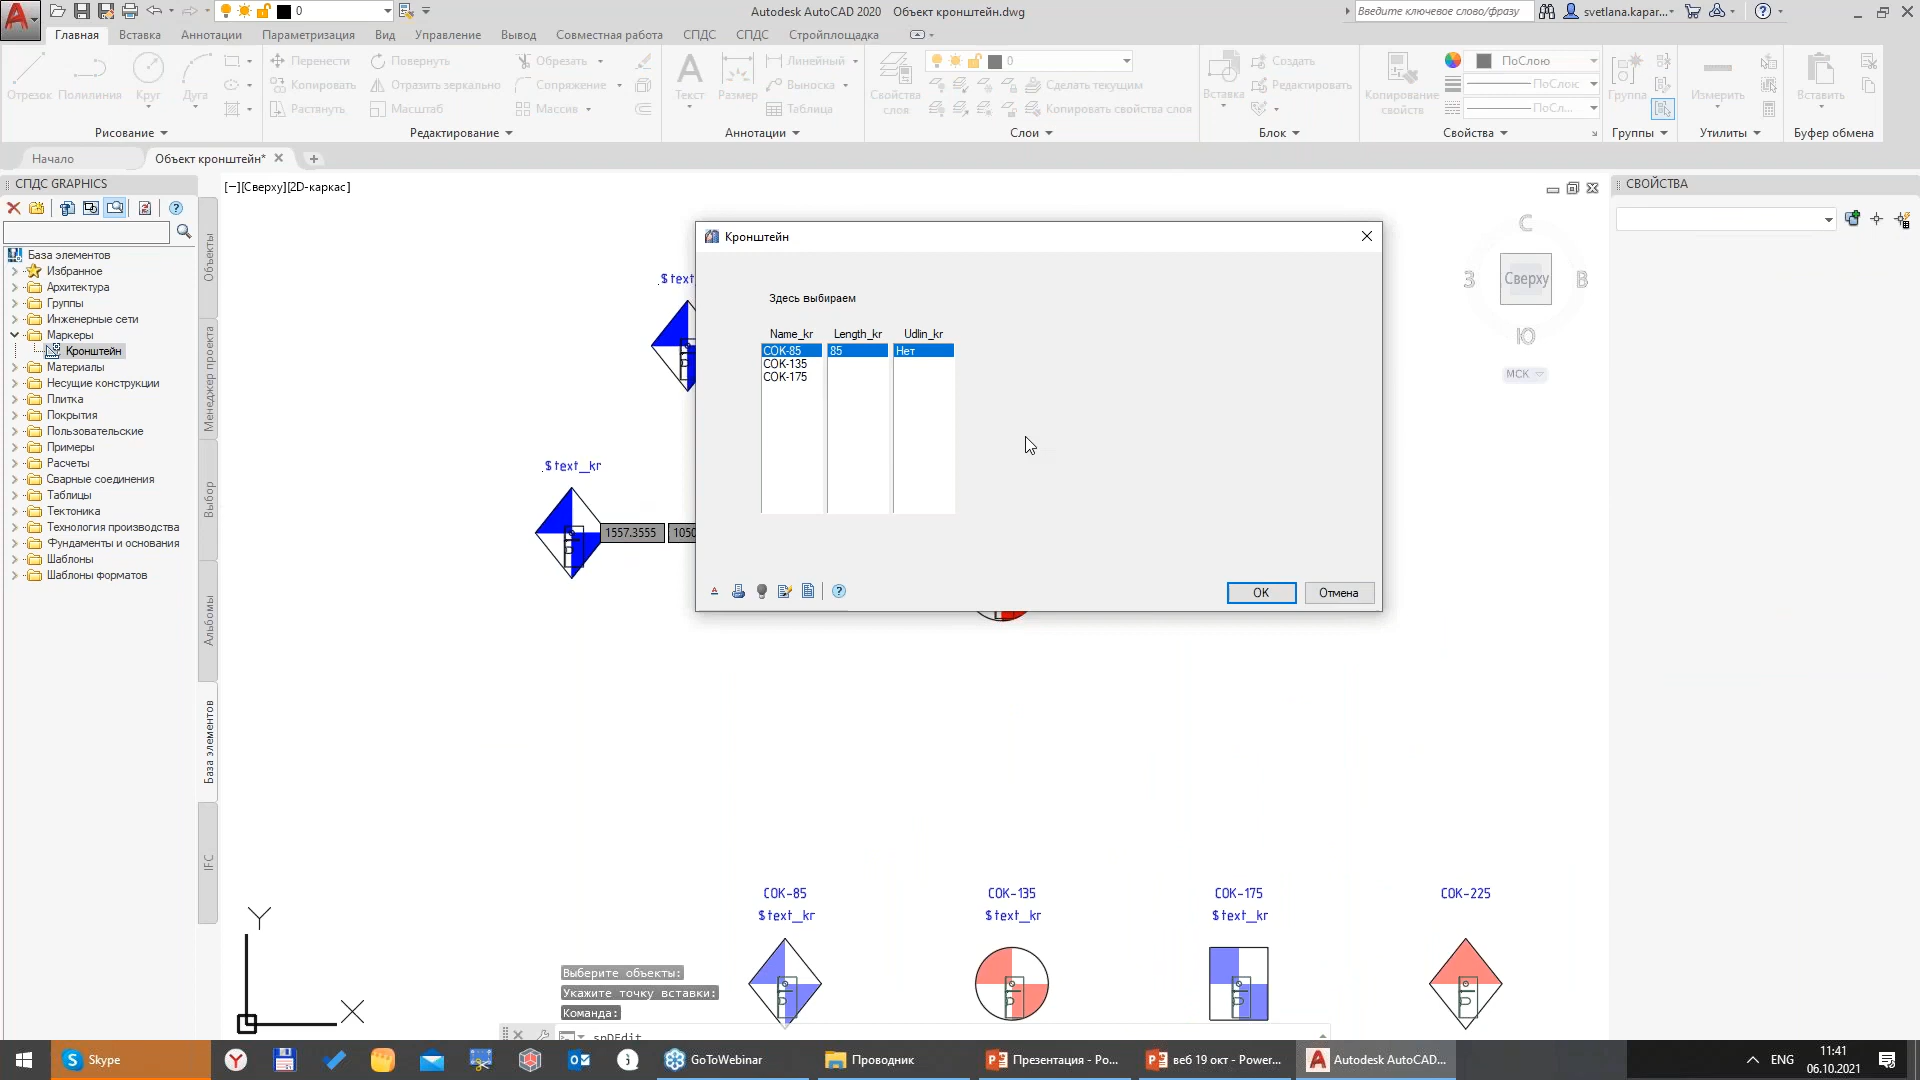 Autodesk AutoCAD 2020 Объект кронштейн.dwg
Введите ключевое слово/фразу
svetlana.kapar...
0
Главная Вставка Аннотации Параметризация Вид Управление Вывод Совместная работа СПДС СПДС Стройплощадка
Отрезок Полилиния Круг Дуга
Перенести Повернуть Обрезать
Копировать Отразить зеркально Сопряжение
Растянуть Масштаб Массив
Текст Размер
Линейный
Выноска
Таблица
Свойства слоя
0
Сделать текущим
Копировать свойства слоя
Вставка
Создать
Редактировать
Копирование свойств
ПоСлою
ПоСлою
ПоСл...
Группа
Измерить
Вставить
Рисование Редактирование Аннотации Слои Блок Свойства Группы Утилиты Буфер обмена
Начало Объект кронштейн*
СПДС GRAPHICS
База элементов
Избранное
Архитектура
Группы
Инженерные сети
Маркеры
Кронштейн
Материалы
Несущие конструкции
Плитка
Покрытия
Пользовательские
Примеры
Расчеты
Сварные соединения
Таблицы
Тектоника
Технология производства
Фундаменты и основания
Шаблоны
Шаблоны форматов
Объекты
Менеджер проекта
Выбор
Альбомы
База элементов
IFC
[−][Сверху][2D-каркас]
$text_
$text_kr
1557.3555 1050
Кронштейн
Здесь выбираем
Name_kr Length_kr Udlin_kr
СОК-85 85 Нет
СОК-135
СОК-175
OK Отмена
С
З Сверху В
Ю
МСК
СВОЙСТВА
СОК-85 СОК-135 СОК-175 СОК-225
$text_kr $text_kr $text_kr
Y
X
Выберите объекты:
Укажите точку вставки:
Команда:
spDEdit
Skype
GoToWebinar
Проводник
Презентация - Po...
веб 19 окт - Power...
Autodesk AutoCAD...
ENG
11:41
06.10.2021